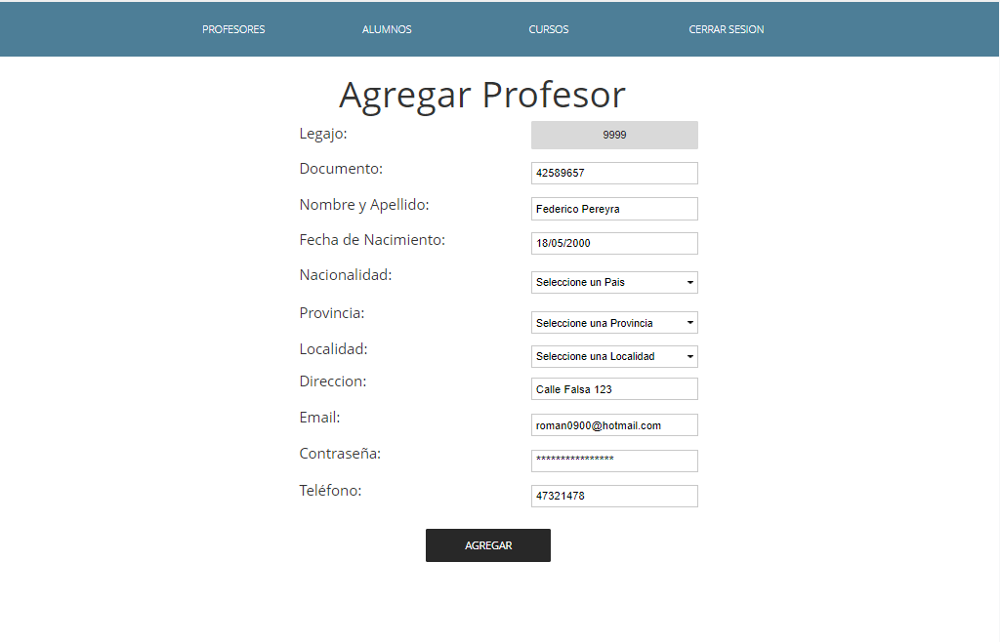 PROFESORES ALUMNOS CURSOS CERRAR SESION
Agregar Profesor
Legajo: 9999
Documento: 42589657
Nombre y Apellido: Federico Pereyra
Fecha de Nacimiento: 18/05/2000
Nacionalidad: Seleccione un Pais
Provincia: Seleccione una Provincia
Localidad: Seleccione una Localidad
Direccion: Calle Falsa 123
Email: roman0900@hotmail.com
Contraseña: ****************
Teléfono: 47321478
AGREGAR